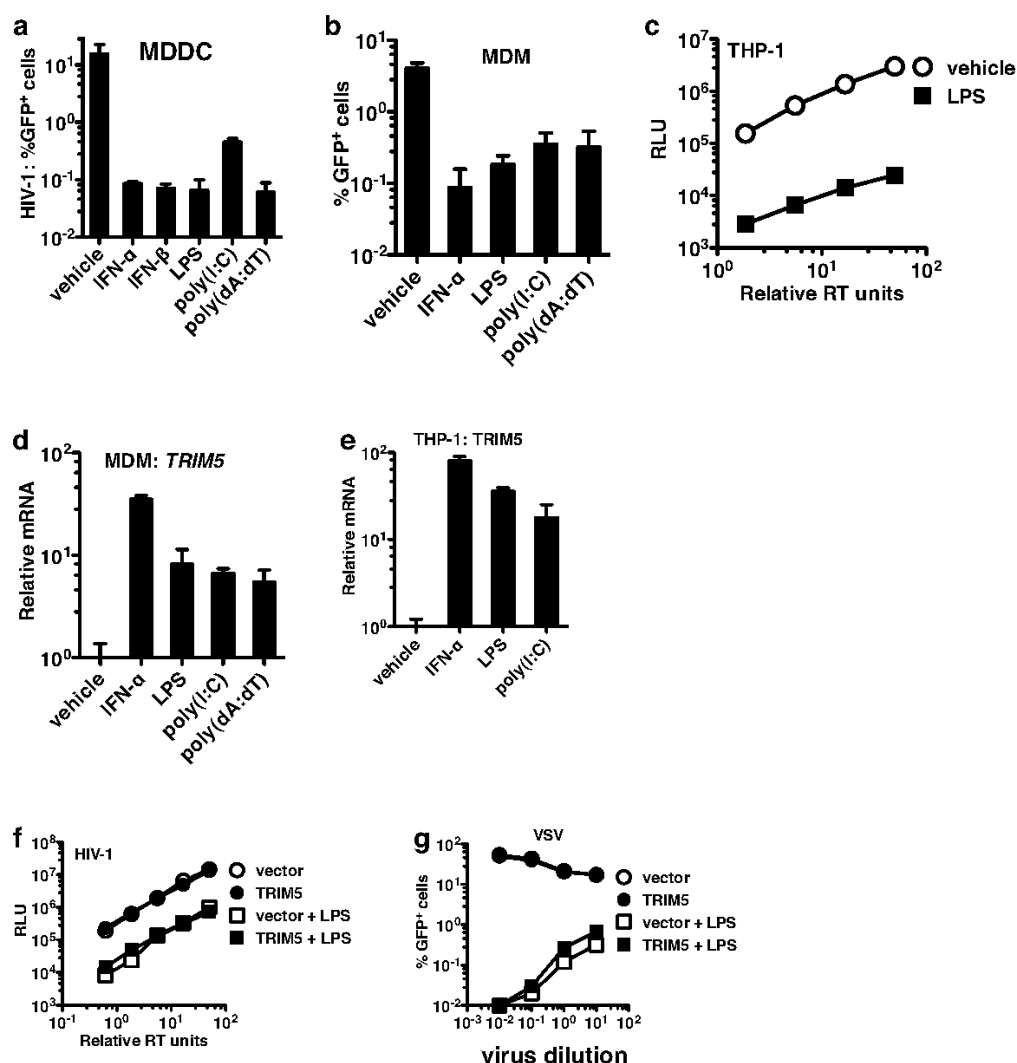 a
MDDC
HIV-1: %GFP⁺ cells
10¹
10⁰
10⁻¹
10⁻²
vehicle
IFN-α
IFN-β
LPS
poly(I:C)
poly(dA:dT)
b
MDM
% GFP⁺ cells
10¹
10⁰
10⁻¹
10⁻²
vehicle
IFN-α
LPS
poly(I:C)
poly(dA:dT)
c
THP-1
RLU
10⁷
10⁶
10⁵
10⁴
10³
10⁰ 10¹ 10²
Relative RT units
vehicle
LPS
d
MDM: TRIM5
Relative mRNA
10²
10¹
10⁰
vehicle
IFN-α
LPS
poly(I:C)
poly(dA:dT)
e
THP-1: TRIM5
Relative mRNA
10²
10¹
10⁰
vehicle
IFN-α
LPS
poly(I:C)
f
HIV-1
RLU
10⁸
10⁷
10⁶
10⁵
10⁴
10³
10⁻¹ 10⁰ 10¹ 10²
Relative RT units
vector
TRIM5
vector + LPS
TRIM5 + LPS
g
VSV
% GFP⁺ cells
10²
10¹
10⁰
10⁻¹
10⁻²
10⁻³ 10⁻² 10⁻¹ 10⁰ 10¹ 10²
virus dilution
vector
TRIM5
vector + LPS
TRIM5 + LPS